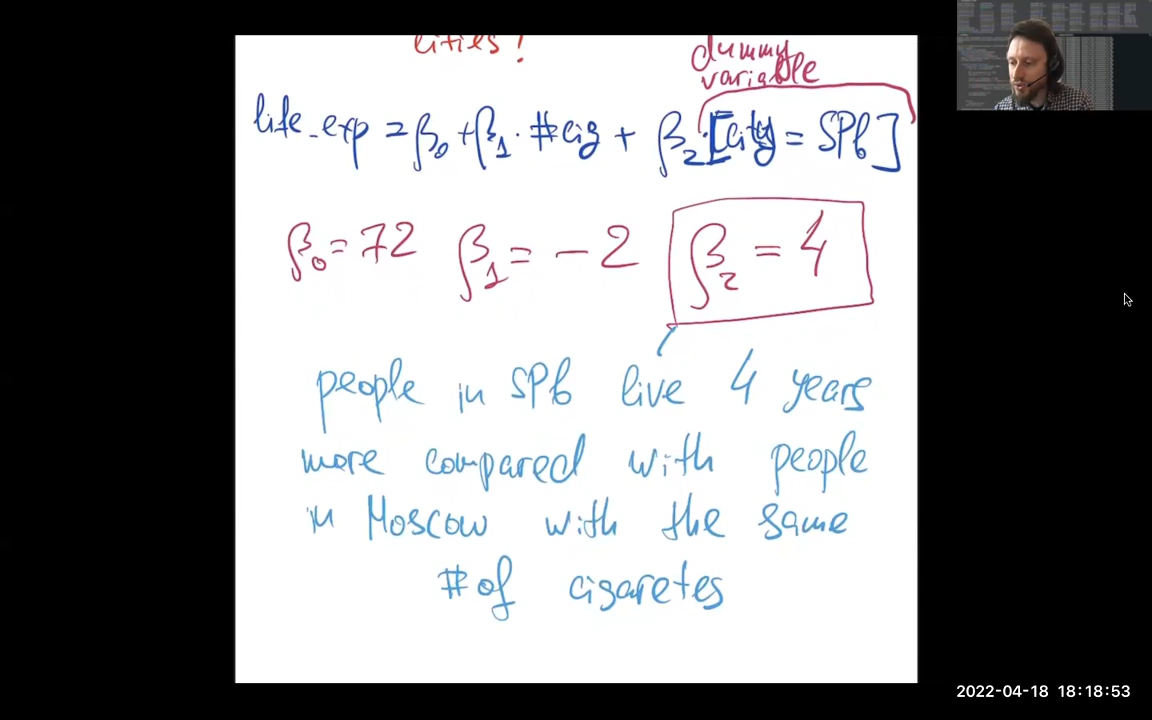 cities!
dummy
variable
life_exp = β₀ + β₁ · #cig + β₂ · [city = SPb]
β₀ = 72 β₁ = -2 β₂ = 4
people in SPb live 4 years
more compared with people
in Moscow with the same
# of cigaretes
2022-04-18 18:18:53